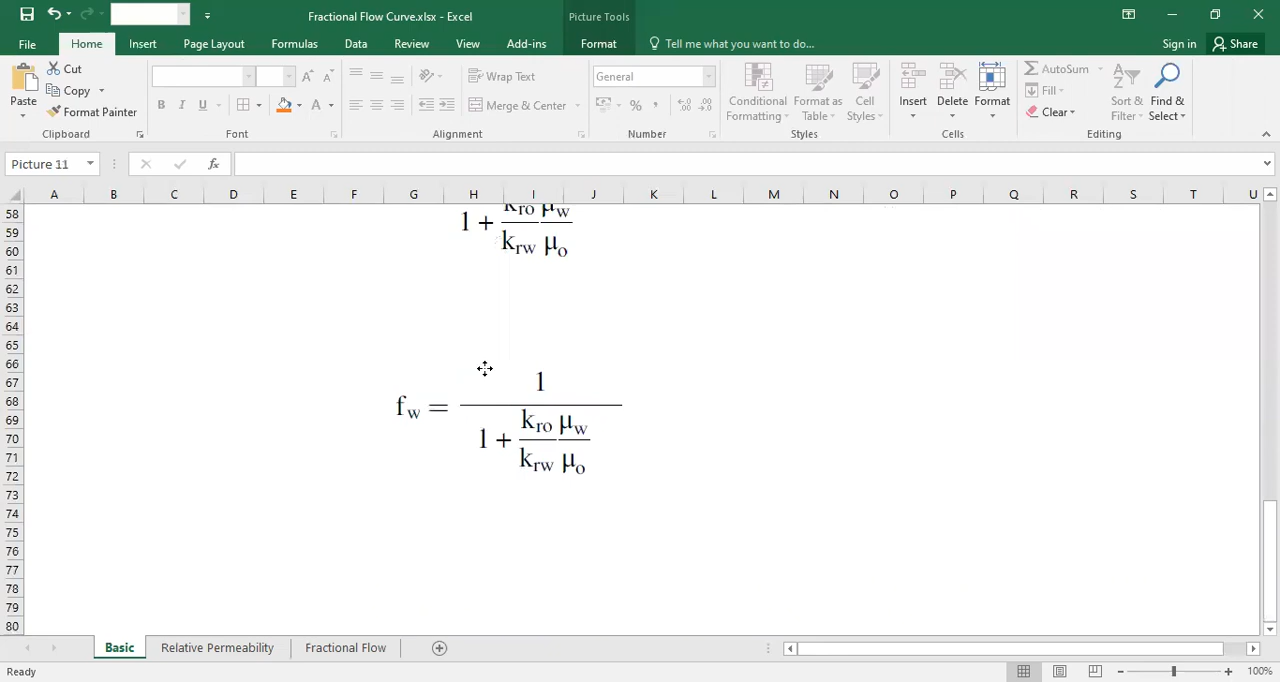 Fractional Flow Curve.xlsx - Excel
Picture Tools
File
Home
Insert
Page Layout
Formulas
Data
Review
View
Add-ins
Format
Tell me what you want to do...
Sign in
Share
Paste
Cut
Copy
Format Painter
Clipboard
B I U
A A
A
Font
Wrap Text
Merge & Center
Alignment
General
%
,
Number
Conditional Formatting
Format as Table
Cell Styles
Styles
Insert
Delete
Format
Cells
AutoSum
Fill
Clear
Sort & Filter
Find & Select
Editing
Picture 11
fx
A B C D E F G H I J K L M N O P Q R S T U
58
59
60
61
62
63
64
65
66
67
68
69
70
71
72
73
74
75
76
77
78
79
80
kro μw
1 +
krw μo
1
fw =
kro μw
1 +
krw μo
Basic
Relative Permeability
Fractional Flow
Ready
100%